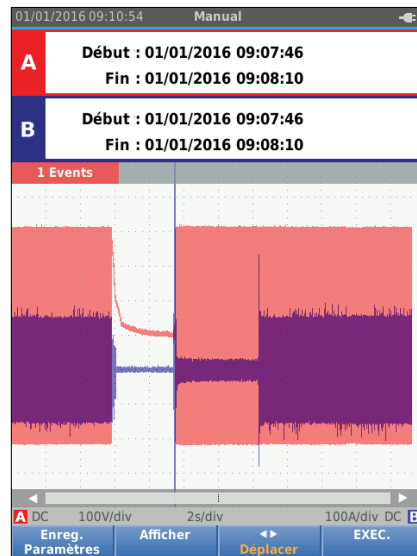 01/01/2016 09:10:54 Manual
A
Début : 01/01/2016 09:07:46
Fin : 01/01/2016 09:08:10
B
Début : 01/01/2016 09:07:46
Fin : 01/01/2016 09:08:10
1 Events
A DC 100V/div 2s/div 100A/div DC B
Enreg. Paramètres Afficher Déplacer EXEC.